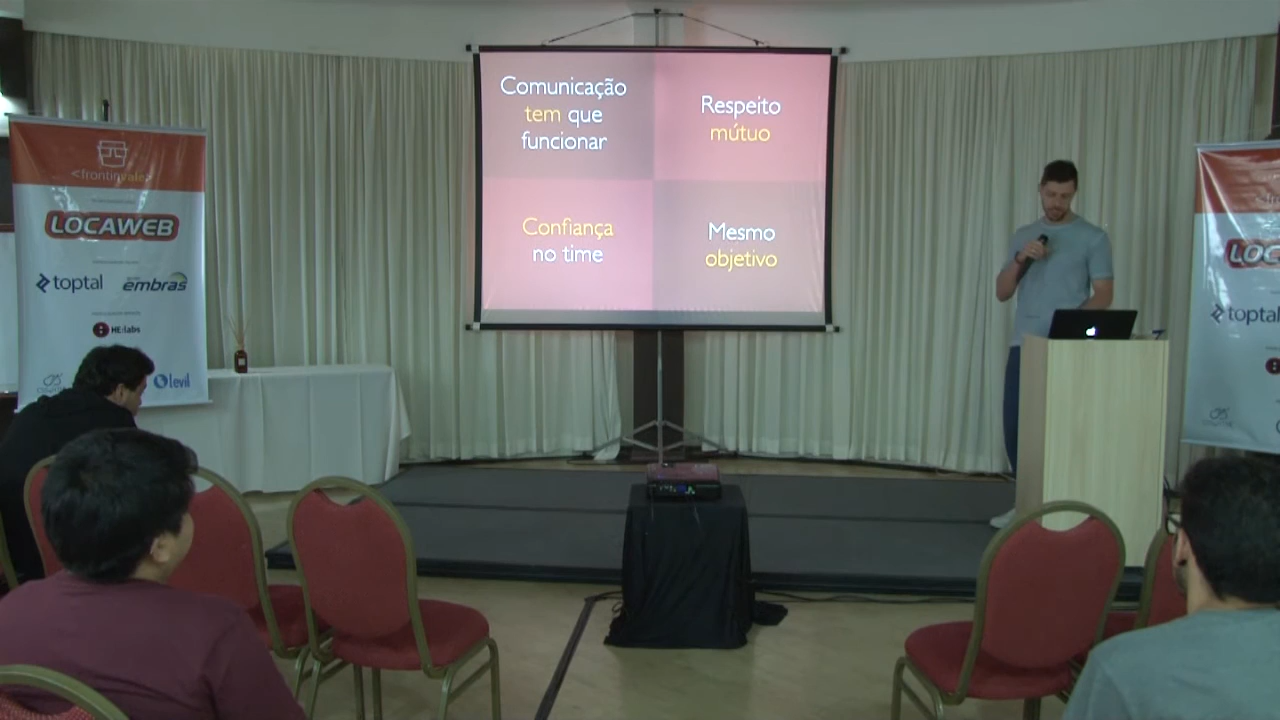 Comunicação
tem que
funcionar
Respeito
mútuo
Confiança
no time
Mesmo
objetivo
<frontinvale>
LOCAWEB
toptal
embras
HE:labs
levil
LOC
toptal